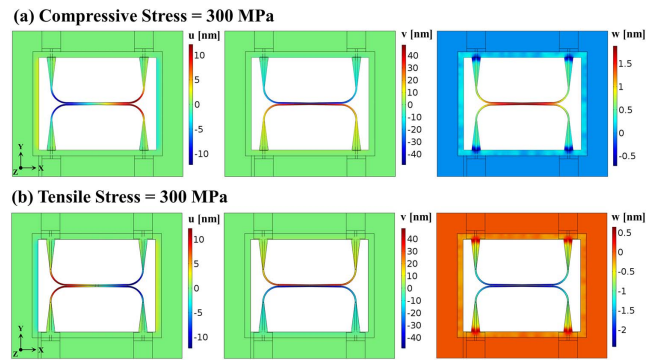 (a) Compressive Stress = 300 MPa
u [nm]
10
5
0
-5
-10
v [nm]
40
30
20
10
0
-10
-20
-30
-40
w [nm]
1.5
1
0.5
0
-0.5
Y
Z
X
(b) Tensile Stress = 300 MPa
u [nm]
10
5
0
-5
-10
v [nm]
40
30
20
10
0
-10
-20
-30
-40
w [nm]
0.5
0
-0.5
-1
-1.5
-2
Y
Z
X